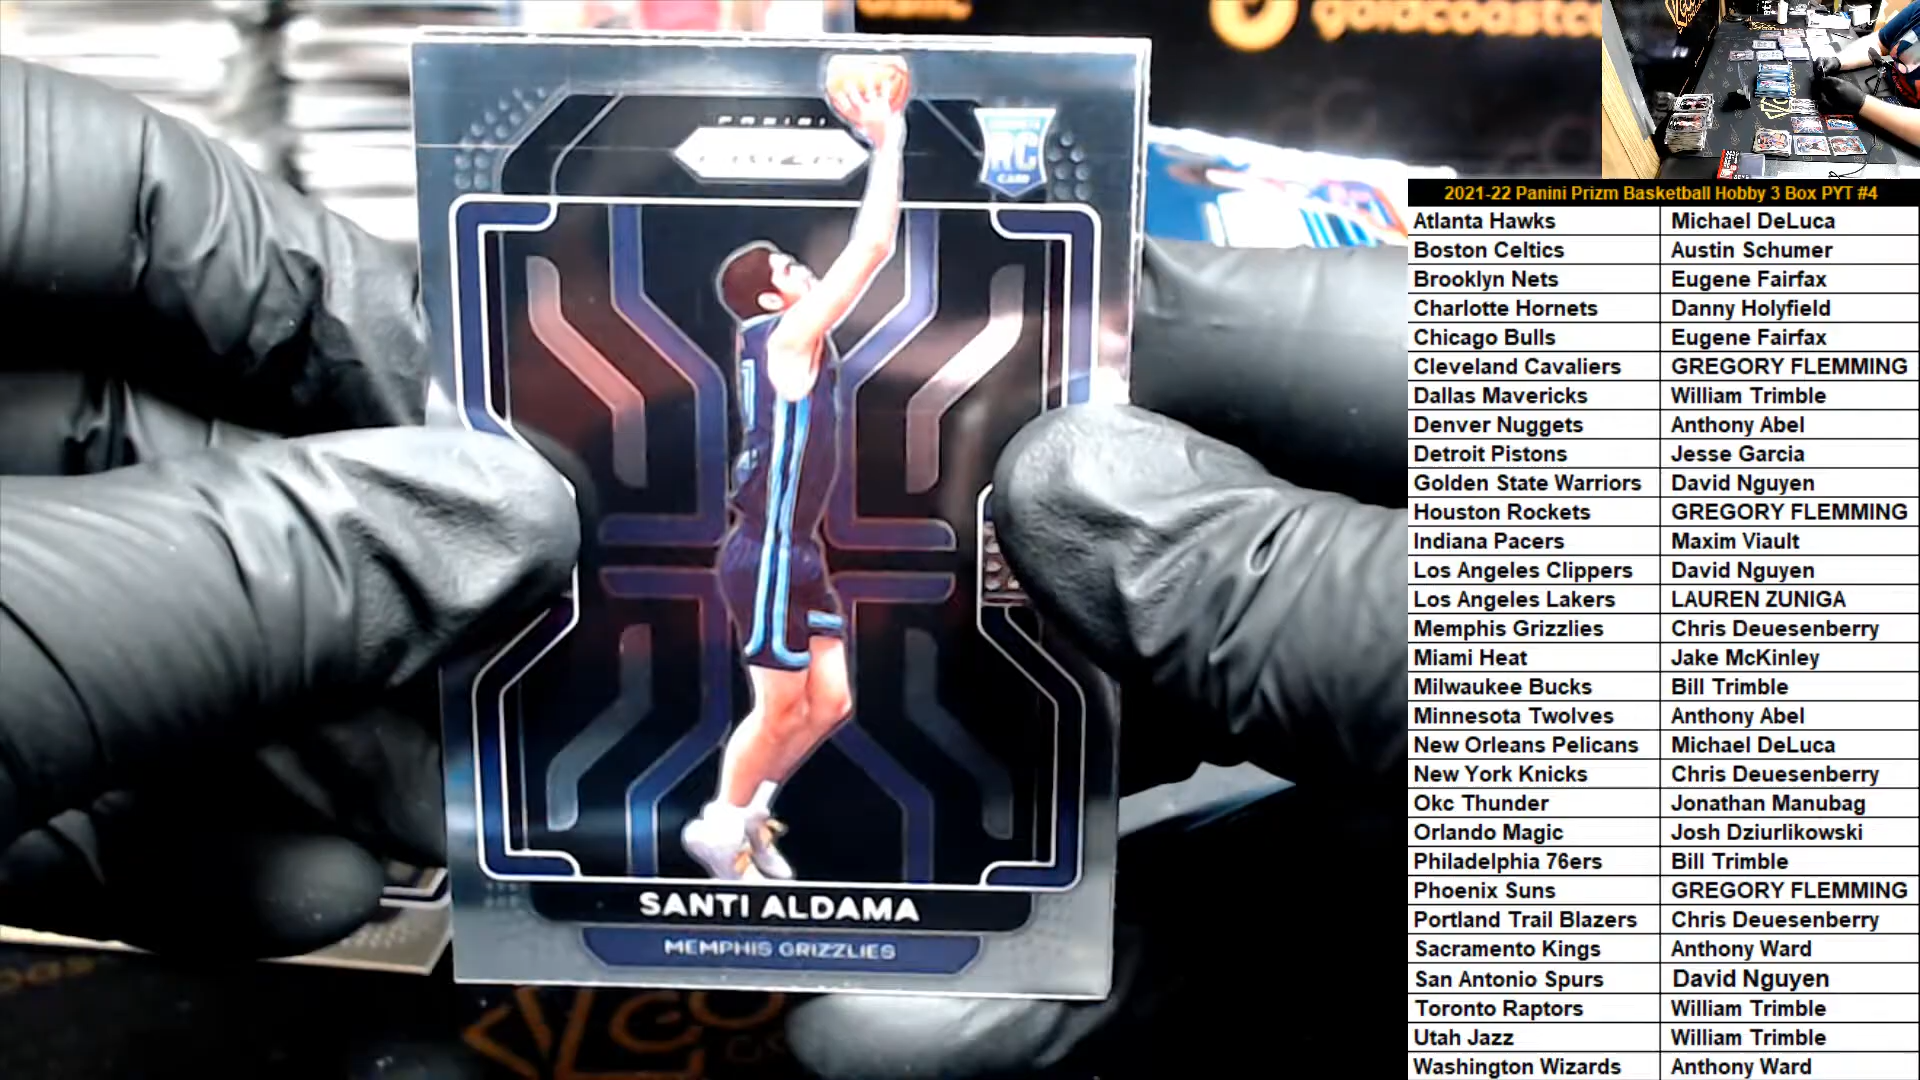 goldcoastc
PANINI
PRIZM
RC
CARD
SANTI ALDAMA
MEMPHIS GRIZZLIES
2021-22 Panini Prizm Basketball Hobby 3 Box PYT #4
Atlanta Hawks Michael DeLuca
Boston Celtics Austin Schumer
Brooklyn Nets Eugene Fairfax
Charlotte Hornets Danny Holyfield
Chicago Bulls Eugene Fairfax
Cleveland Cavaliers GREGORY FLEMMING
Dallas Mavericks William Trimble
Denver Nuggets Anthony Abel
Detroit Pistons Jesse Garcia
Golden State Warriors David Nguyen
Houston Rockets GREGORY FLEMMING
Indiana Pacers Maxim Viault
Los Angeles Clippers David Nguyen
Los Angeles Lakers LAUREN ZUNIGA
Memphis Grizzlies Chris Deuesenberry
Miami Heat Jake McKinley
Milwaukee Bucks Bill Trimble
Minnesota Twolves Anthony Abel
New Orleans Pelicans Michael DeLuca
New York Knicks Chris Deuesenberry
Okc Thunder Jonathan Manubag
Orlando Magic Josh Dziurlikowski
Philadelphia 76ers Bill Trimble
Phoenix Suns GREGORY FLEMMING
Portland Trail Blazers Chris Deuesenberry
Sacramento Kings Anthony Ward
San Antonio Spurs David Nguyen
Toronto Raptors William Trimble
Utah Jazz William Trimble
Washington Wizards Anthony Ward